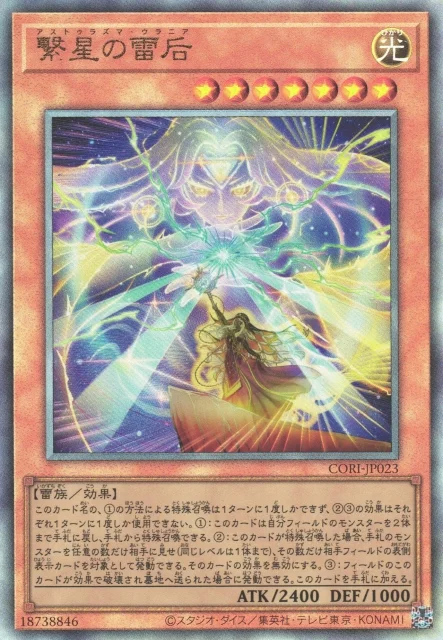 アストゥラズマ・ウラニア
繋星の雷后
ひかり
光
CORI-JP023
【雷族／効果】
このカード名の、①の方法による特殊召喚は1ターンに1度しかできず、②③の効果はそれ
ぞれ1ターンに1度しか使用できない。①：このカードは自分フィールドのモンスターを2体
まで手札に戻し、手札から特殊召喚できる。②：このカードが特殊召喚した場合、手札のモ
ンスターを任意の数だけ相手に見せ(同じレベルは1体まで)、その数だけ相手フィールドの表側
表示カードを対象として発動できる。そのカードの効果を無効にする。③：フィールドのこの
カードが効果で破壊され墓地へ送られた場合に発動できる。このカードを手札に加える。
ATK/2400 DEF/1000
18738846
©スタジオ・ダイス／集英社・テレビ東京・KONAMI